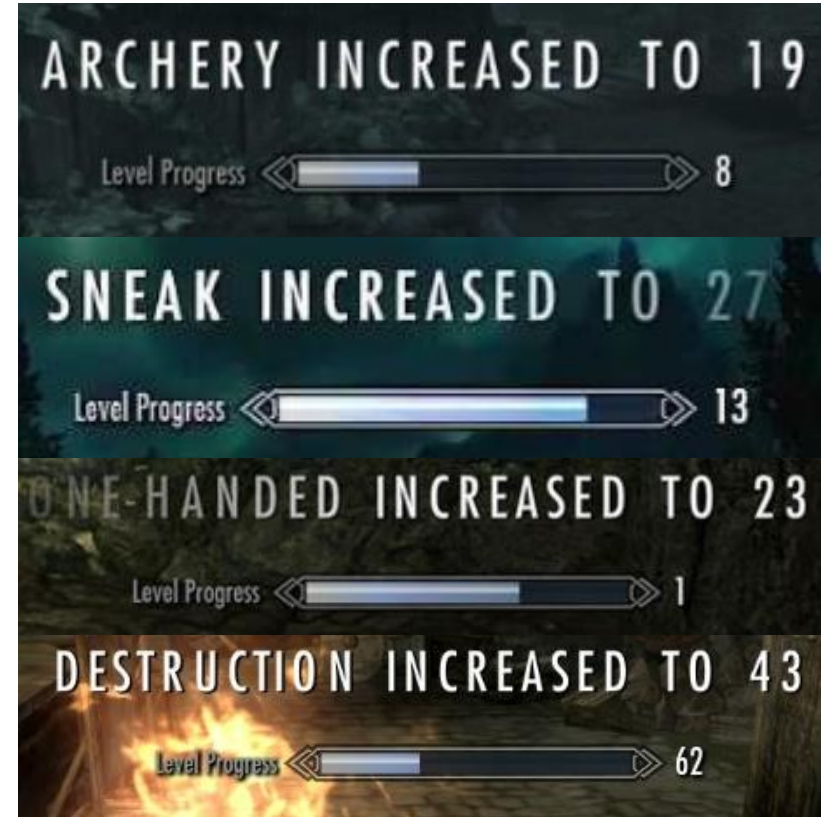 ARCHERY INCREASED TO 19
Level Progress 8
SNEAK INCREASED TO 27
Level Progress 13
ONE-HANDED INCREASED TO 23
Level Progress 1
DESTRUCTION INCREASED TO 43
Level Progress 62